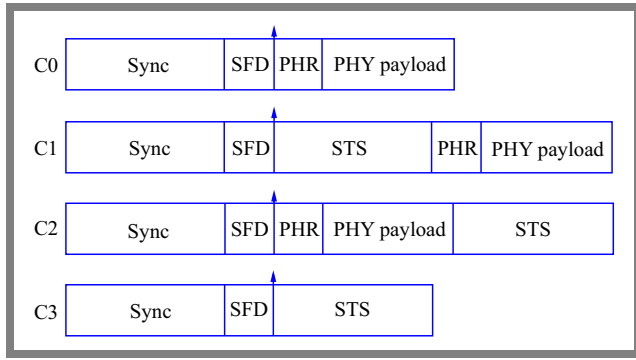 C0 Sync SFD PHR PHY payload
C1 Sync SFD STS PHR PHY payload
C2 Sync SFD PHR PHY payload STS
C3 Sync SFD STS